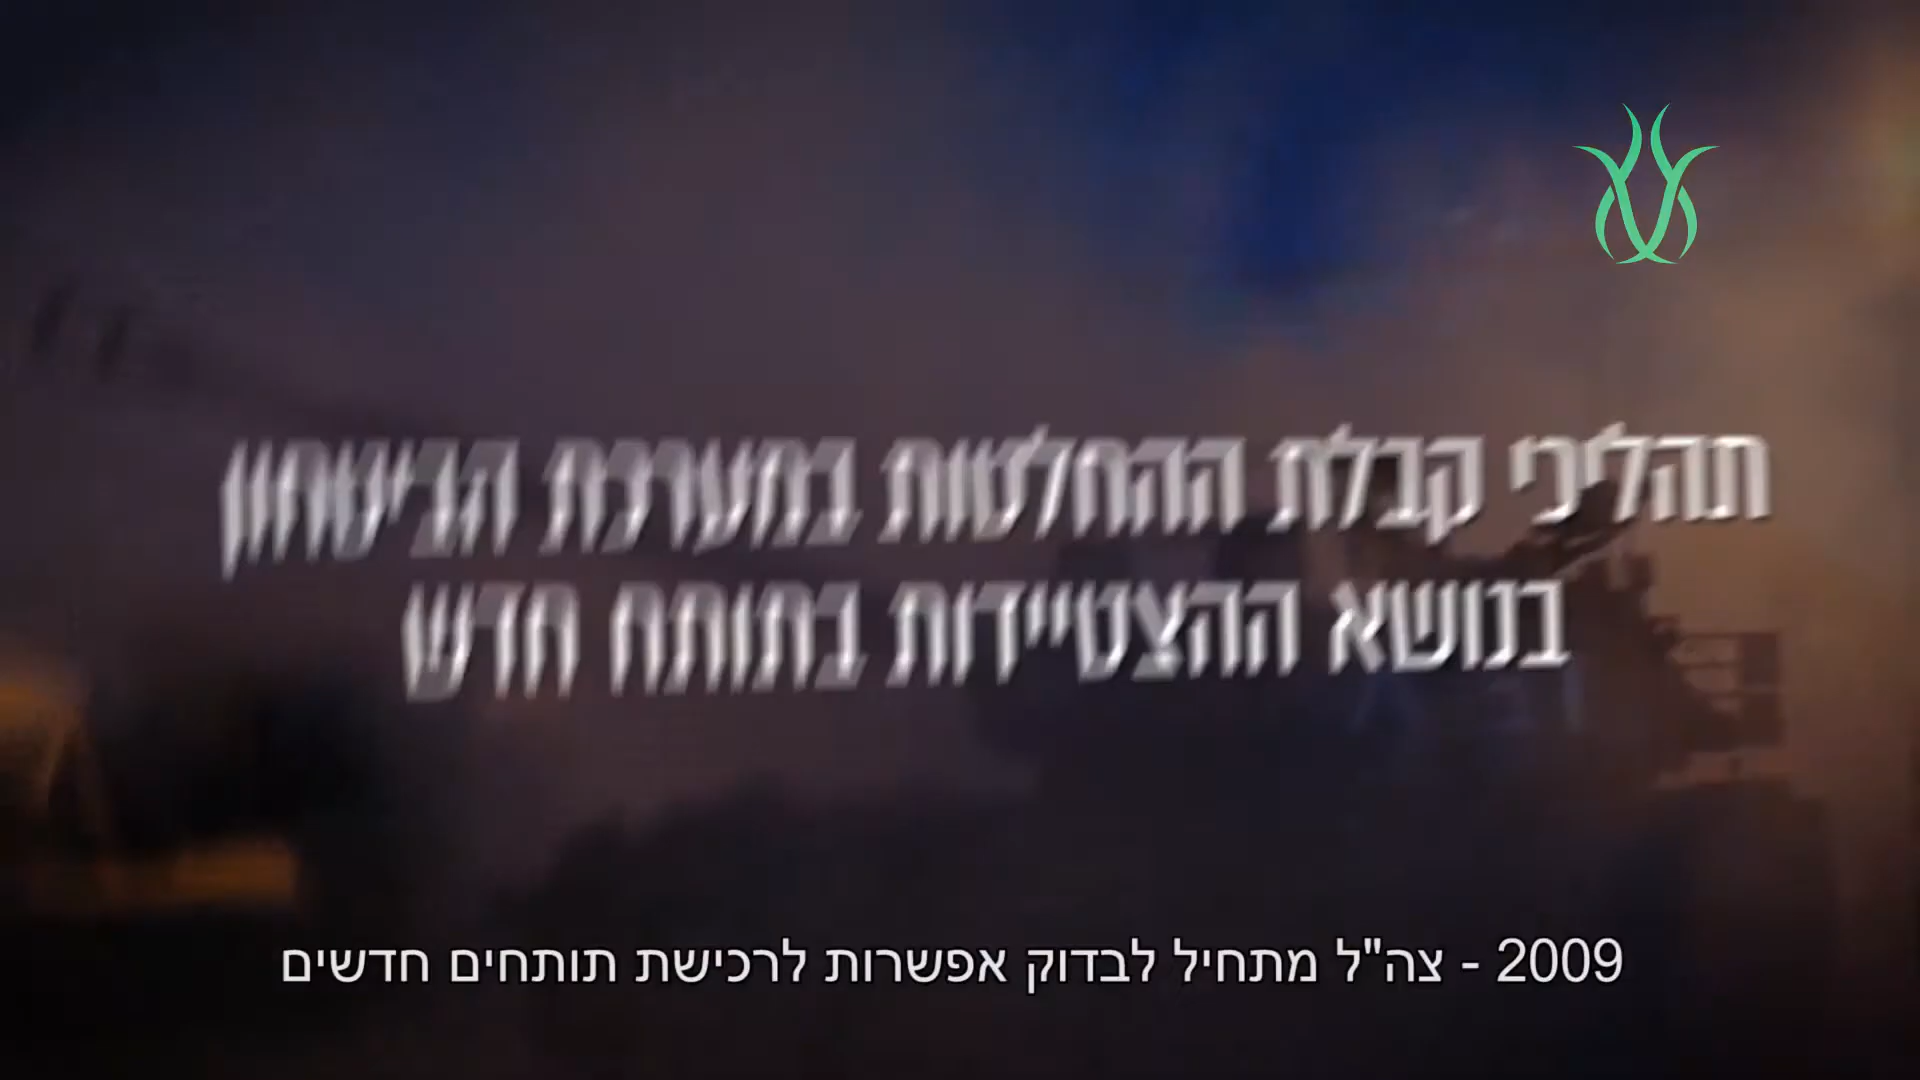 תהליכי קבלת ההחלטות במערכת הביטחון
בנושא ההצטיידות בתותח חדש
2009 - צה"ל מתחיל לבדוק אפשרות לרכישת תותחים חדשים